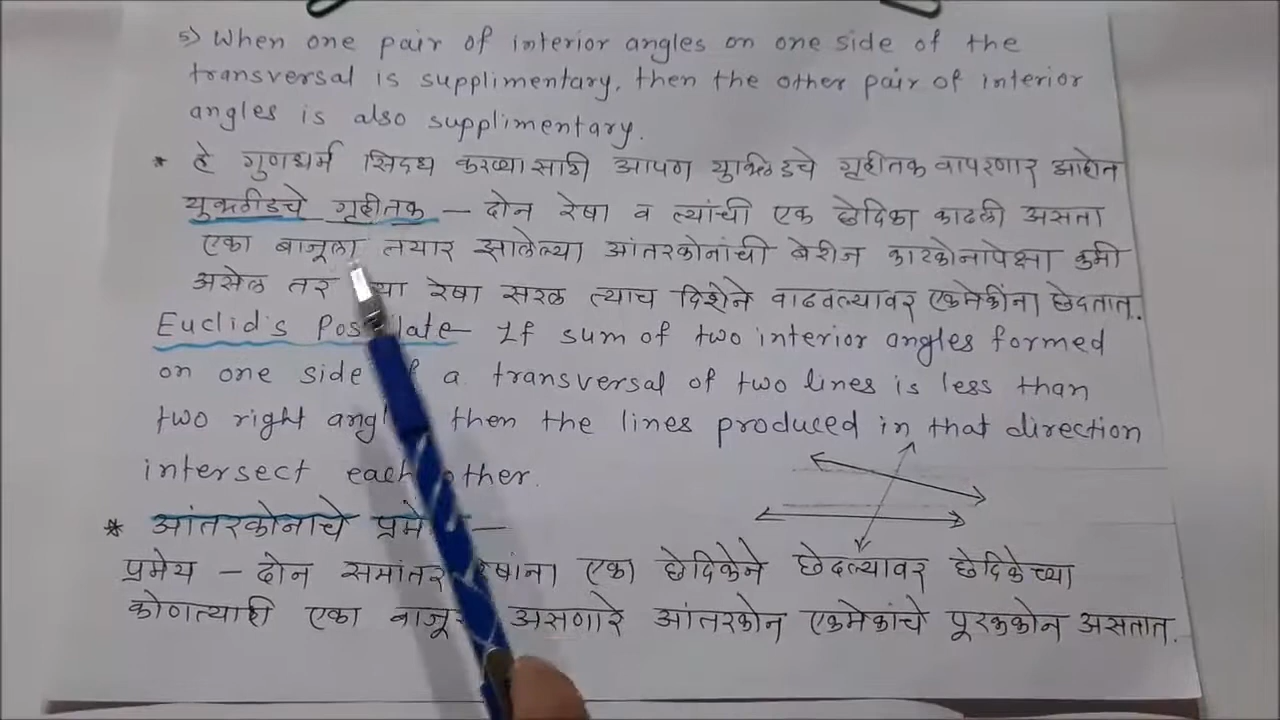 5) When one pair of interior angles on one side of the
transversal is supplimentary, then the other pair of interior
angles is also supplimentary.
* हे गुणधर्म सिद्ध करण्यासाठी आपण युक्लिडचे गृहीतक वापरणार आहोत
युक्लीडचे गृहीतक – दोन रेषा व त्यांची एक छेदिका काढली असता
एका बाजूला तयार झालेल्या आंतरकोनांची बेरीज काटकोनापेक्षा कमी
असेल तर त्या रेषा सरळ त्याच दिशेने वाढवल्यावर एकमेकींना छेदतात.
Euclid's Postulate – If sum of two interior angles formed
on one side of a transversal of two lines is less than
two right angles then the lines produced in that direction
intersect each other.
* आंतरकोनाचे प्रमेय –
प्रमेय – दोन समांतर रेषांना एका छेदिकेने छेदल्यावर छेदिकेच्या
कोणत्याही एका बाजूस असणारे आंतरकोन एकमेकांचे पूरककोन असतात.